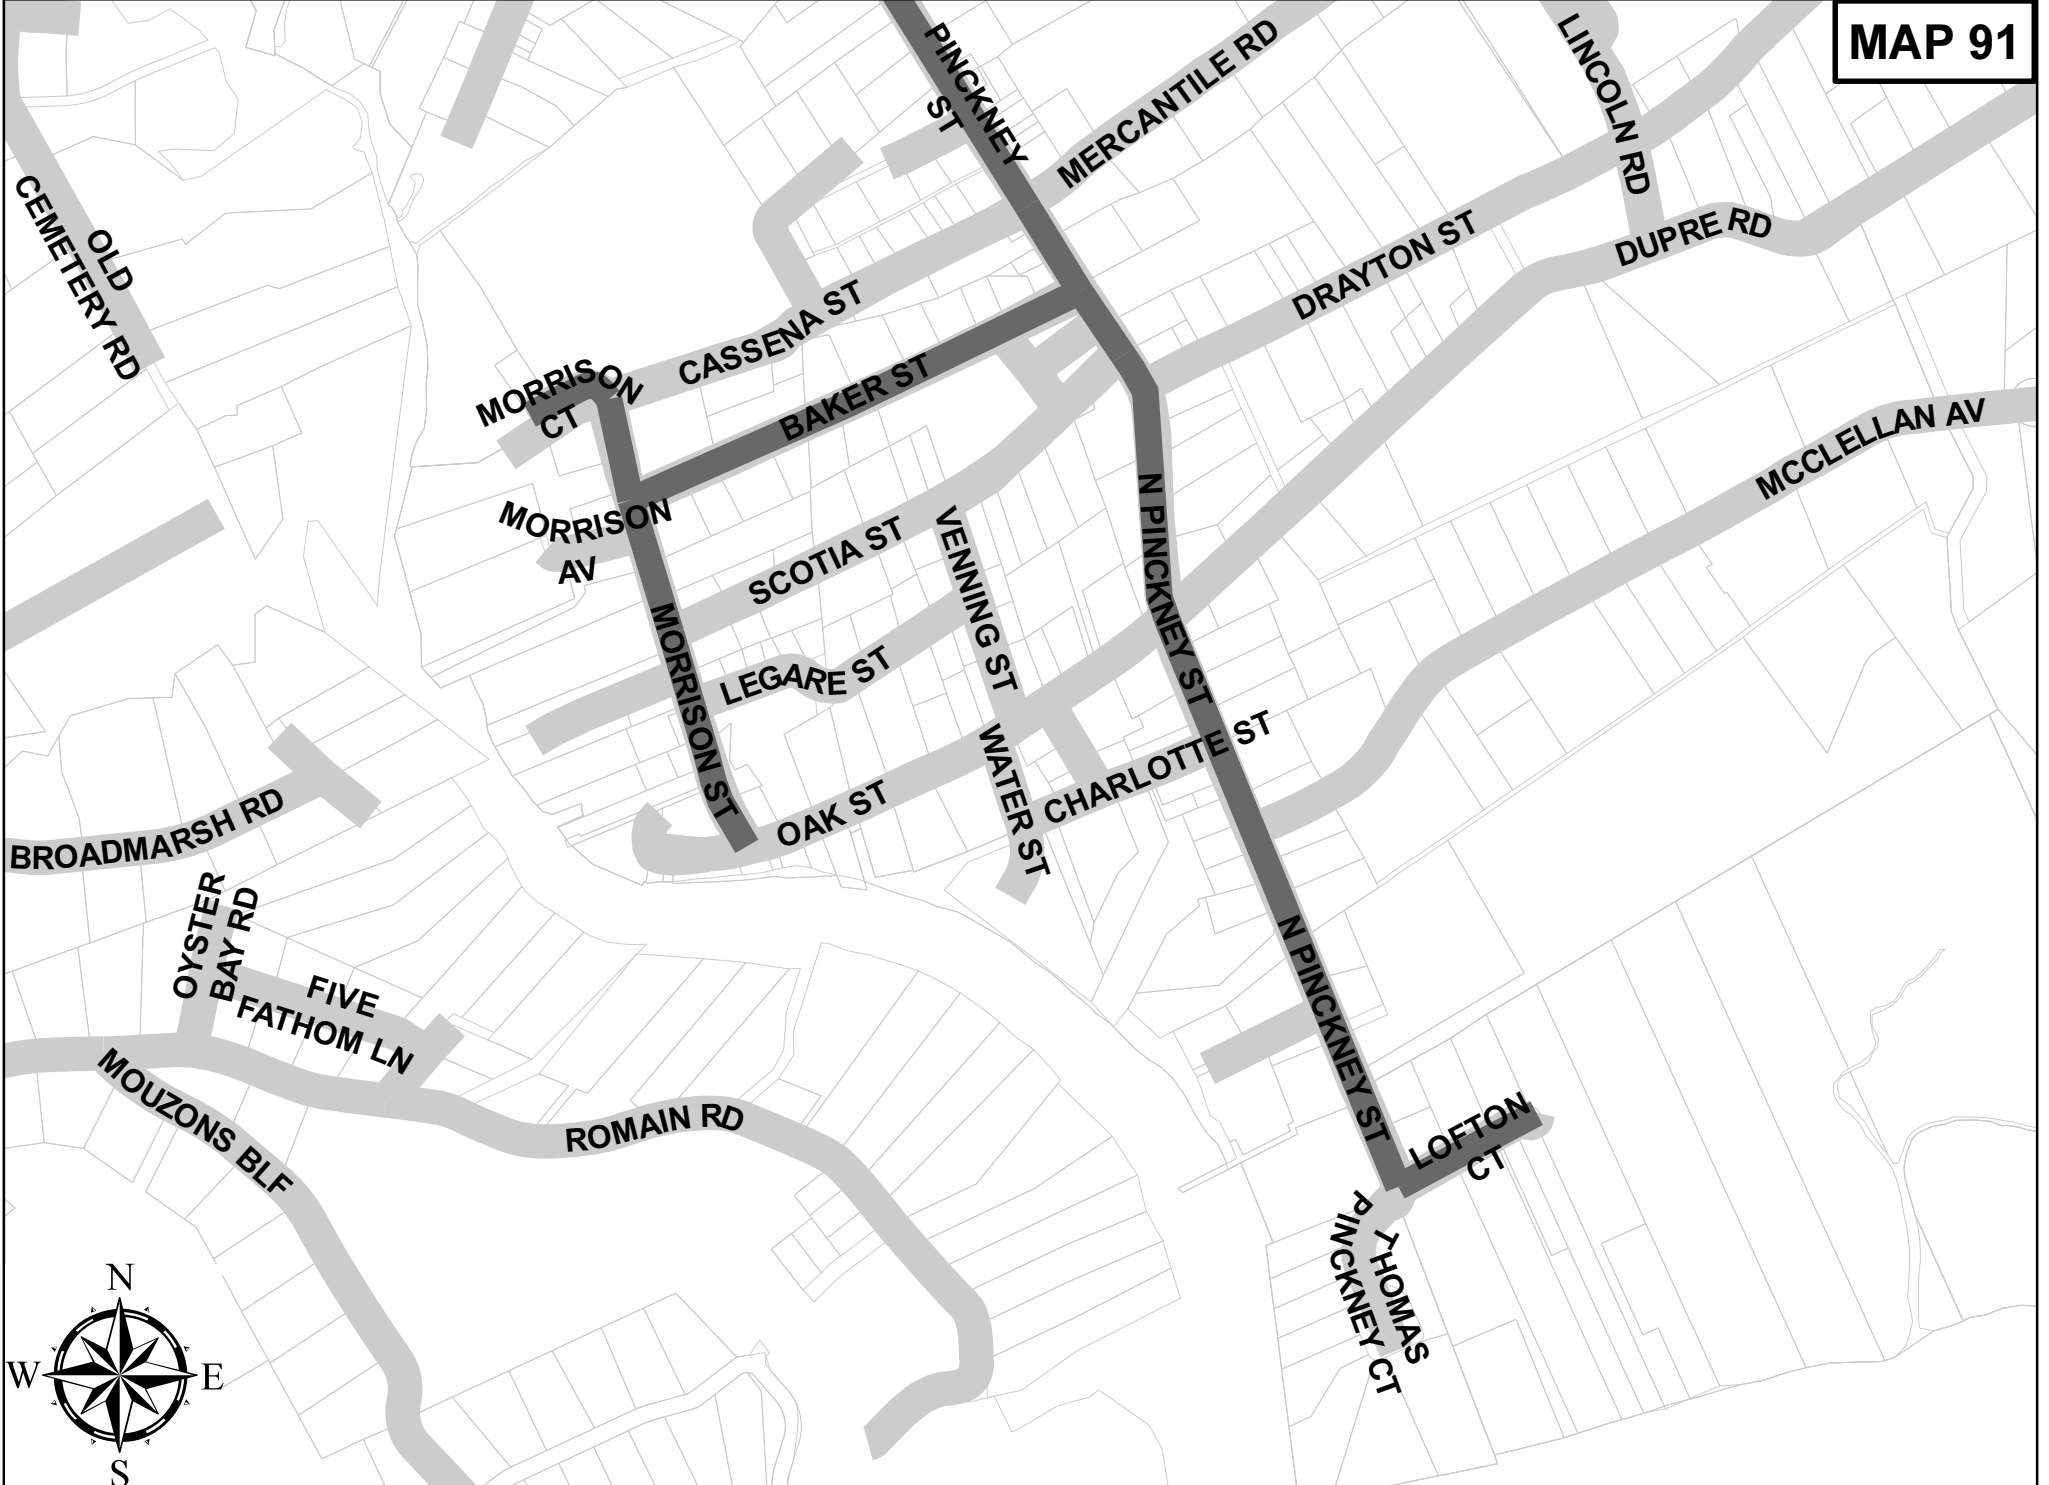 MAP 91
PINCKNEY
ST
MERCANTILE RD
LINCOLN RD
OLD
CEMETERY RD
DRAYTON ST
DUPRE RD
CASSENA ST
MORRISON
CT
BAKER ST
MCCLELLAN AV
MORRISON
AV
SCOTIA ST
VENNING ST
N PINCKNEY ST
MORRISON ST
LEGARE ST
WATER ST
CHARLOTTE ST
OAK ST
BROADMARSH RD
OYSTER
BAY RD
FIVE
FATHOM LN
N PINCKNEY ST
MOUZONS BLF
ROMAIN RD
LOFTON
CT
THOMAS
PINCKNEY CT
N
W
E
S